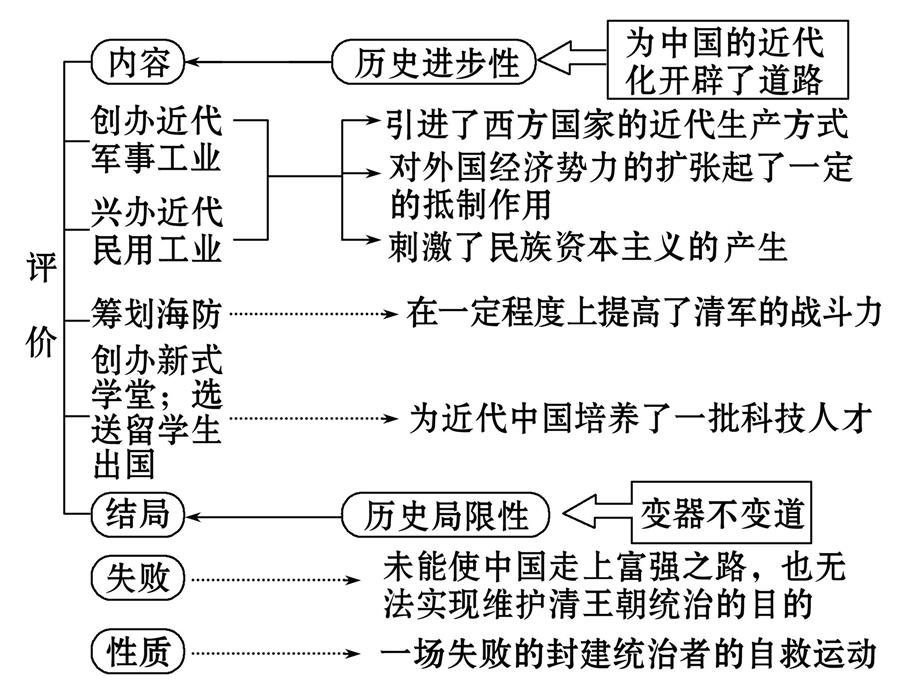 评价
内容
历史进步性
为中国的近代
化开辟了道路
创办近代
军事工业
兴办近代
民用工业
引进了西方国家的近代生产方式
对外国经济势力的扩张起了一定
的抵制作用
刺激了民族资本主义的产生
筹划海防
在一定程度上提高了清军的战斗力
创办新式
学堂；选
送留学生
出国
为近代中国培养了一批科技人才
结局
历史局限性
变器不变道
失败
未能使中国走上富强之路，也无
法实现维护清王朝统治的目的
性质
一场失败的封建统治者的自救运动